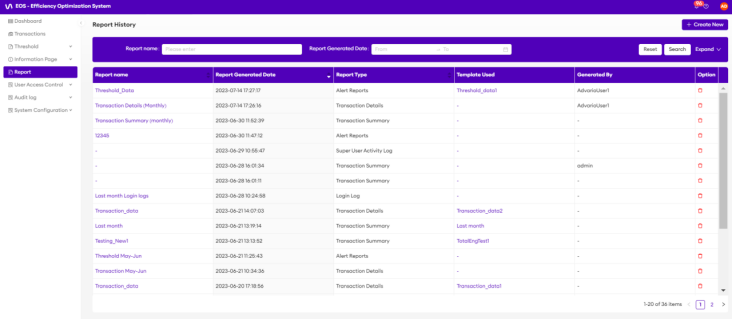 EOS - Efficiency Optimization System
AG
Dashboard
Transactions
Threshold
Information Page
Report
User Access Control
Audit log
System Configuration
Report History
+ Create New
Report name: Please enter Report Generated Date: From - To Reset Search Expand
Report name Report Generated Date Report Type Template Used Generated By Option
Threshold_Data 2023-07-14 17:27:17 Alert Reports Threshold_data1 AdvariaUser1
Transaction Details (Monthly) 2023-07-14 17:26:16 Transaction Details - AdvariaUser1
Transaction Summary (monthly) 2023-06-30 11:52:39 Transaction Summary - -
12345 2023-06-30 11:47:12 Alert Reports - -
- 2023-06-29 10:55:47 Super User Activity Log - -
- 2023-06-28 16:01:34 Transaction Summary - admin
- 2023-06-28 16:01:11 Transaction Summary - -
Last month Login logs 2023-06-28 10:24:58 Login Log - -
Transaction_data 2023-06-21 14:07:03 Transaction Details Transaction_data2 -
Last month 2023-06-21 13:19:14 Transaction Summary Last month -
Testing_New1 2023-06-21 13:13:52 Transaction Summary TotalEngTest1 -
Threshold May-Jun 2023-06-21 11:25:43 Alert Reports - -
Transaction May-Jun 2023-06-21 10:34:36 Transaction Details - -
Transaction_data 2023-06-20 17:18:56 Transaction Details Transaction_data1 -
1-20 of 36 items < 1 2 >